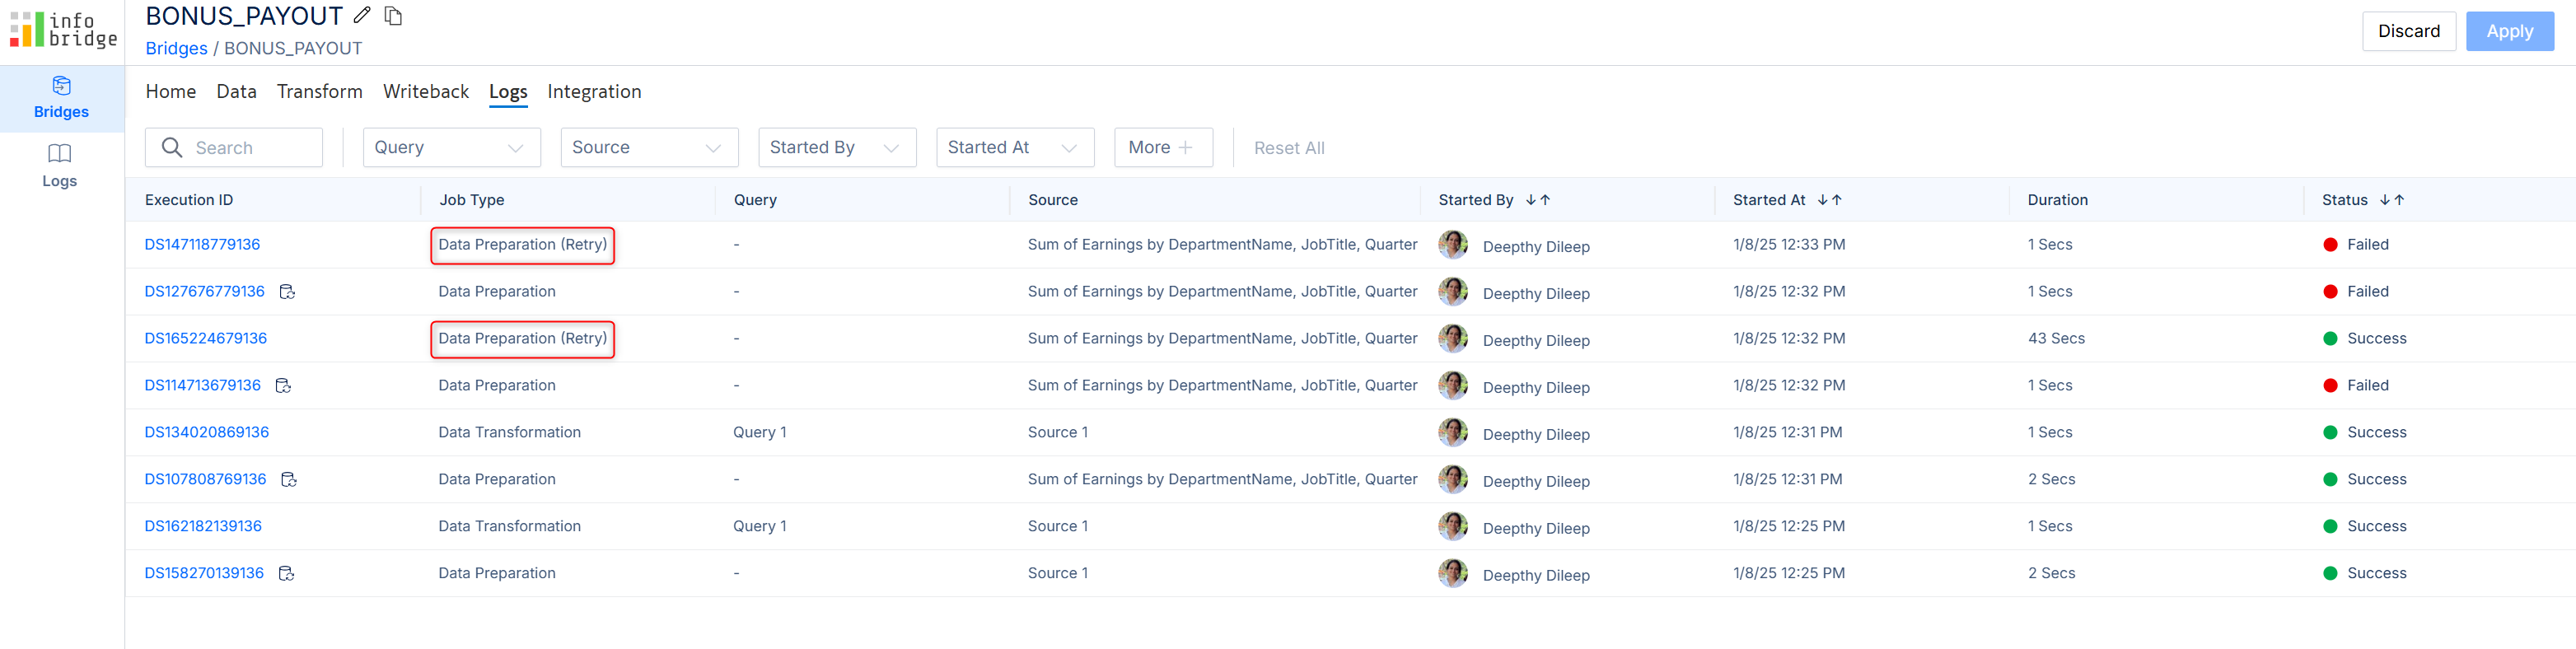 info
bridge
BONUS_PAYOUT
Bridges / BONUS_PAYOUT
Discard
Apply
Bridges
Logs
Home Data Transform Writeback Logs Integration
Search Query Source Started By Started At More Reset All
Execution ID Job Type Query Source Started By Started At Duration Status
DS147118779136 Data Preparation (Retry) - Sum of Earnings by DepartmentName, JobTitle, Quarter Deepthy Dileep 1/8/25 12:33 PM 1 Secs Failed
DS127676779136 Data Preparation - Sum of Earnings by DepartmentName, JobTitle, Quarter Deepthy Dileep 1/8/25 12:32 PM 1 Secs Failed
DS165224679136 Data Preparation (Retry) - Sum of Earnings by DepartmentName, JobTitle, Quarter Deepthy Dileep 1/8/25 12:32 PM 43 Secs Success
DS114713679136 Data Preparation - Sum of Earnings by DepartmentName, JobTitle, Quarter Deepthy Dileep 1/8/25 12:32 PM 1 Secs Failed
DS134020869136 Data Transformation Query 1 Source 1 Deepthy Dileep 1/8/25 12:31 PM 1 Secs Success
DS107808769136 Data Preparation - Sum of Earnings by DepartmentName, JobTitle, Quarter Deepthy Dileep 1/8/25 12:31 PM 2 Secs Success
DS162182139136 Data Transformation Query 1 Source 1 Deepthy Dileep 1/8/25 12:25 PM 1 Secs Success
DS158270139136 Data Preparation - Source 1 Deepthy Dileep 1/8/25 12:25 PM 2 Secs Success